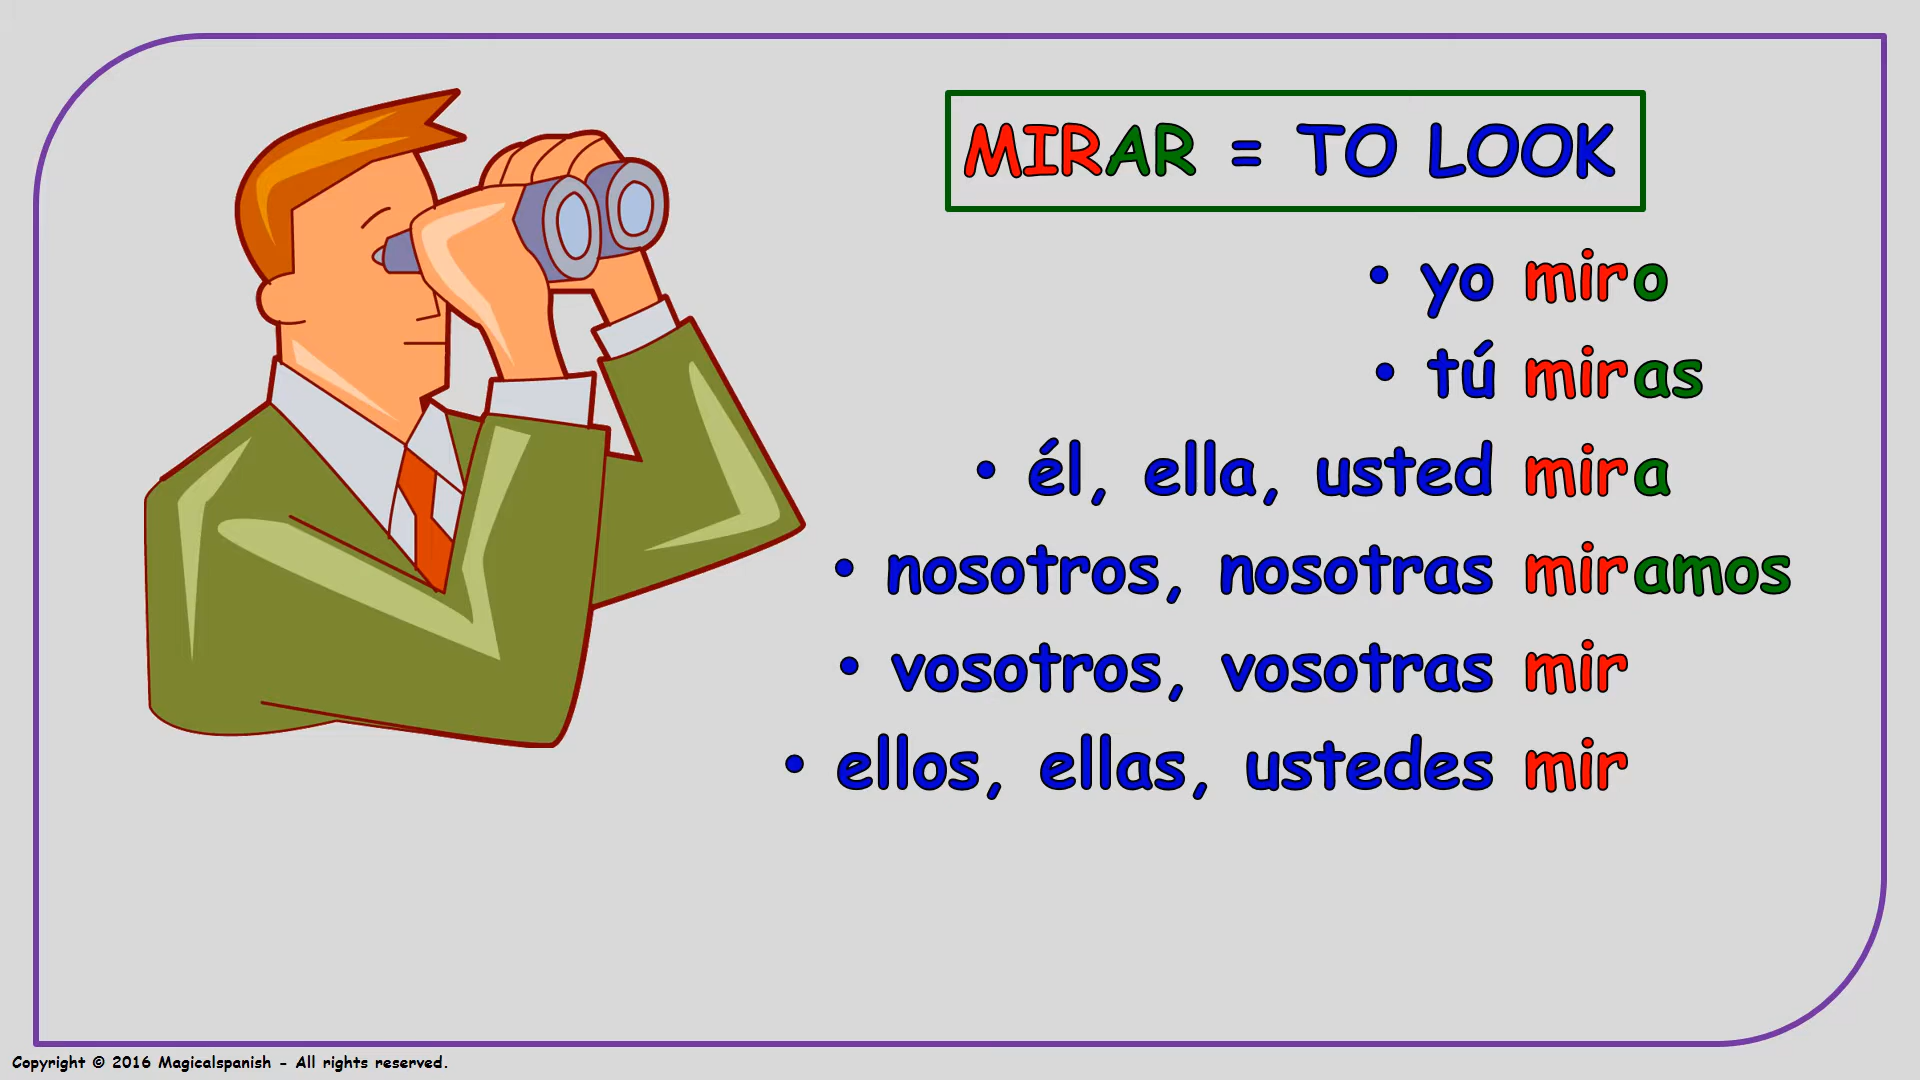 MIRAR = TO LOOK
• yo miro
• tú miras
• él, ella, usted mira
• nosotros, nosotras miramos
• vosotros, vosotras mir
• ellos, ellas, ustedes mir
Copyright © 2016 Magicalspanish - All rights reserved.